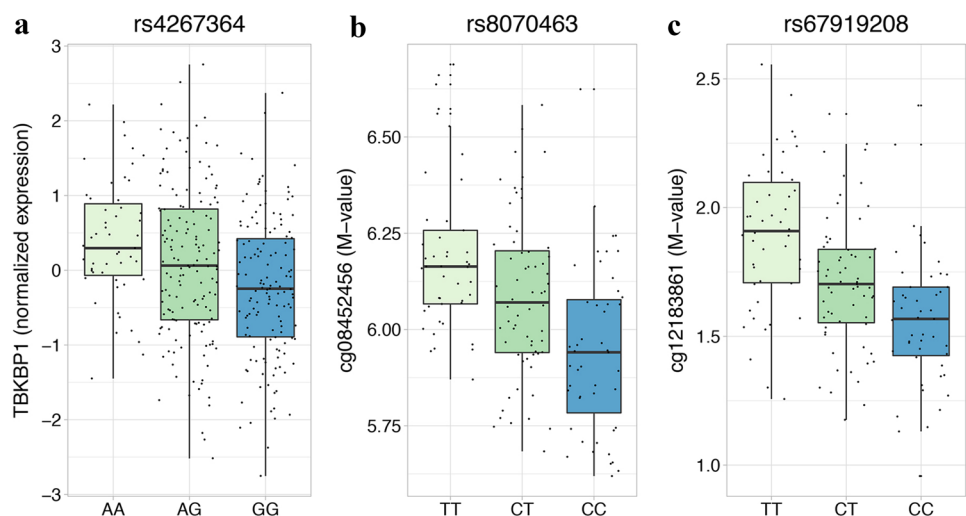 a
rs4267364
TBKBP1 (normalized expression)
3
2
1
0
−1
−2
−3
AA AG GG
b
rs8070463
cg08452456 (M-value)
6.50
6.25
6.00
5.75
TT CT CC
c
rs67919208
cg12183861 (M-value)
2.5
2.0
1.5
1.0
TT CT CC